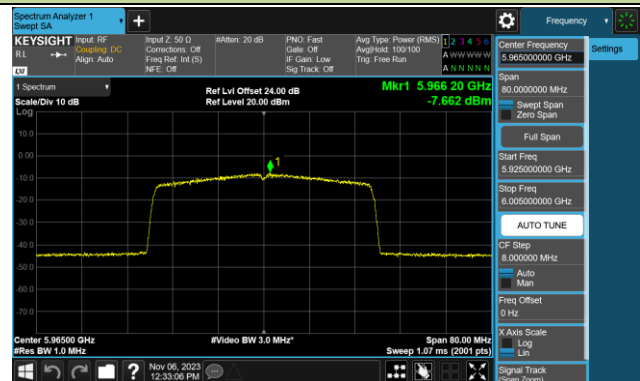 Spectrum Analyzer 1
Swept SA
+
Frequency
KEYSIGHT
Input: RF
Coupling: DC
Align: Auto
Input Z: 50 Ω
Corrections: Off
Freq Ref: Int (S)
NFE: Off
#Atten: 20 dB
PNO: Fast
Gate: Off
IF Gain: Low
Sig Track: Off
Avg Type: Power (RMS)
Avg|Hold: 100/100
Trig: Free Run
1 2 3 4 5 6
A W W W W W
A N N N N N
RL
LXI
1 Spectrum
Scale/Div 10 dB
Log
Ref Lvl Offset 24.00 dB
Ref Level 20.00 dBm
Mkr1 5.966 20 GHz
-7.662 dBm
10.0
0.00
-10.0
-20.0
-30.0
-40.0
-50.0
-60.0
-70.0
1
Center 5.96500 GHz
#Res BW 1.0 MHz
#Video BW 3.0 MHz*
Span 80.00 MHz
Sweep 1.07 ms (2001 pts)
Nov 06, 2023
12:33:06 PM
?
Center Frequency
5.965000000 GHz
Settings
Span
80.0000000 MHz
Swept Span
Zero Span
Full Span
Start Freq
5.925000000 GHz
Stop Freq
6.005000000 GHz
AUTO TUNE
CF Step
8.000000 MHz
Auto
Man
Freq Offset
0 Hz
X Axis Scale
Log
Lin
Signal Track
(Span Zoom)